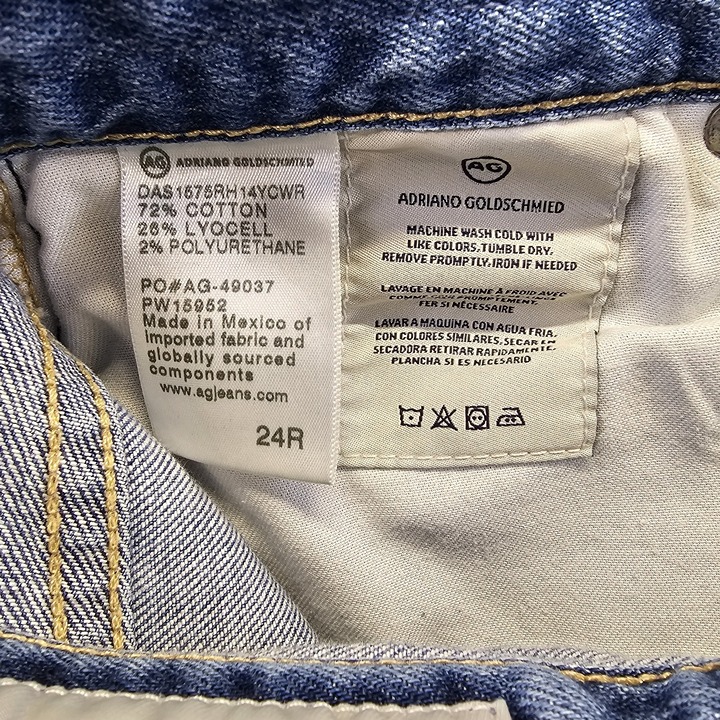 AG ADRIANO GOLDSCHMIED
DAS1575RH14YCWR
72% COTTON
26% LYOCELL
2% POLYURETHANE
PO#AG-49037
PW15952
Made in Mexico of
imported fabric and
globally sourced
components
www.agjeans.com
24R
AG
ADRIANO GOLDSCHMIED
MACHINE WASH COLD WITH
LIKE COLORS. TUMBLE DRY.
REMOVE PROMPTLY. IRON IF NEEDED
LAVAGE EN MACHINE À FROID AVEC
PROMPTEMENT.
FER SI NÉCESSAIRE
LAVAR A MAQUINA CON AGUA FRIA.
CON COLORES SIMILARES. SECAR EN
SECADORA RETIRAR RAPIDAMENTE.
PLANCHA SI ES NECESARIO